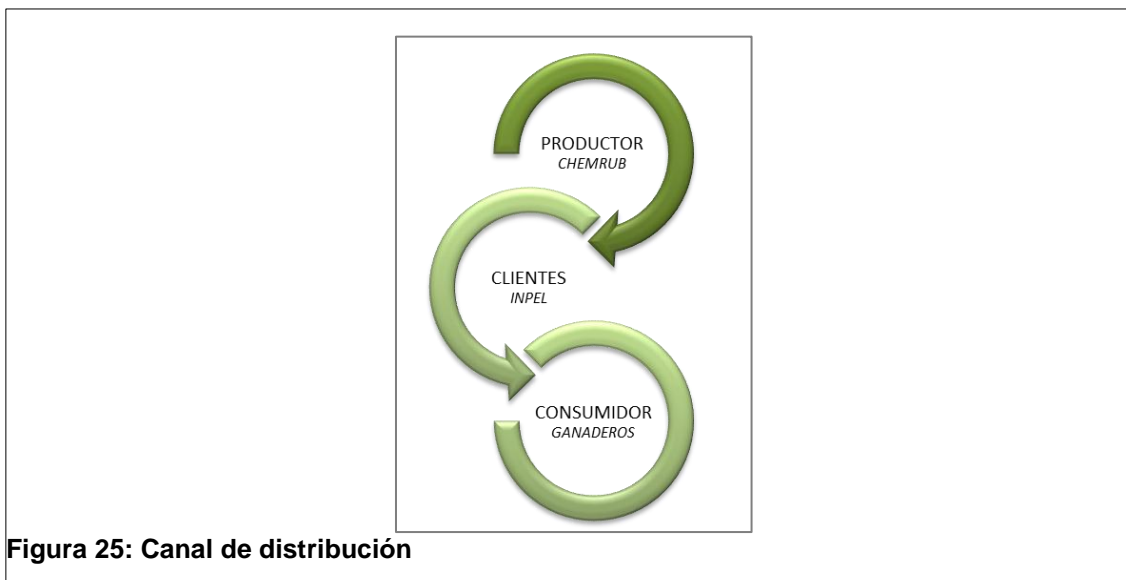 PRODUCTOR
CHEMRUB
CLIENTES
INPEL
CONSUMIDOR
GANADEROS
Figura 25: Canal de distribución